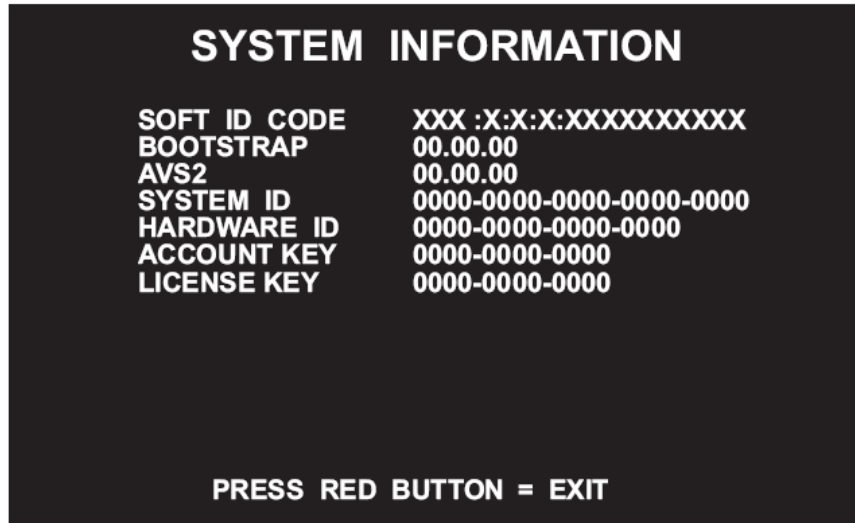 SYSTEM INFORMATION
SOFT ID CODE XXX :X:X:X:XXXXXXXXXX
BOOTSTRAP 00.00.00
AVS2 00.00.00
SYSTEM ID 0000-0000-0000-0000-0000
HARDWARE ID 0000-0000-0000-0000
ACCOUNT KEY 0000-0000-0000
LICENSE KEY 0000-0000-0000
PRESS RED BUTTON = EXIT